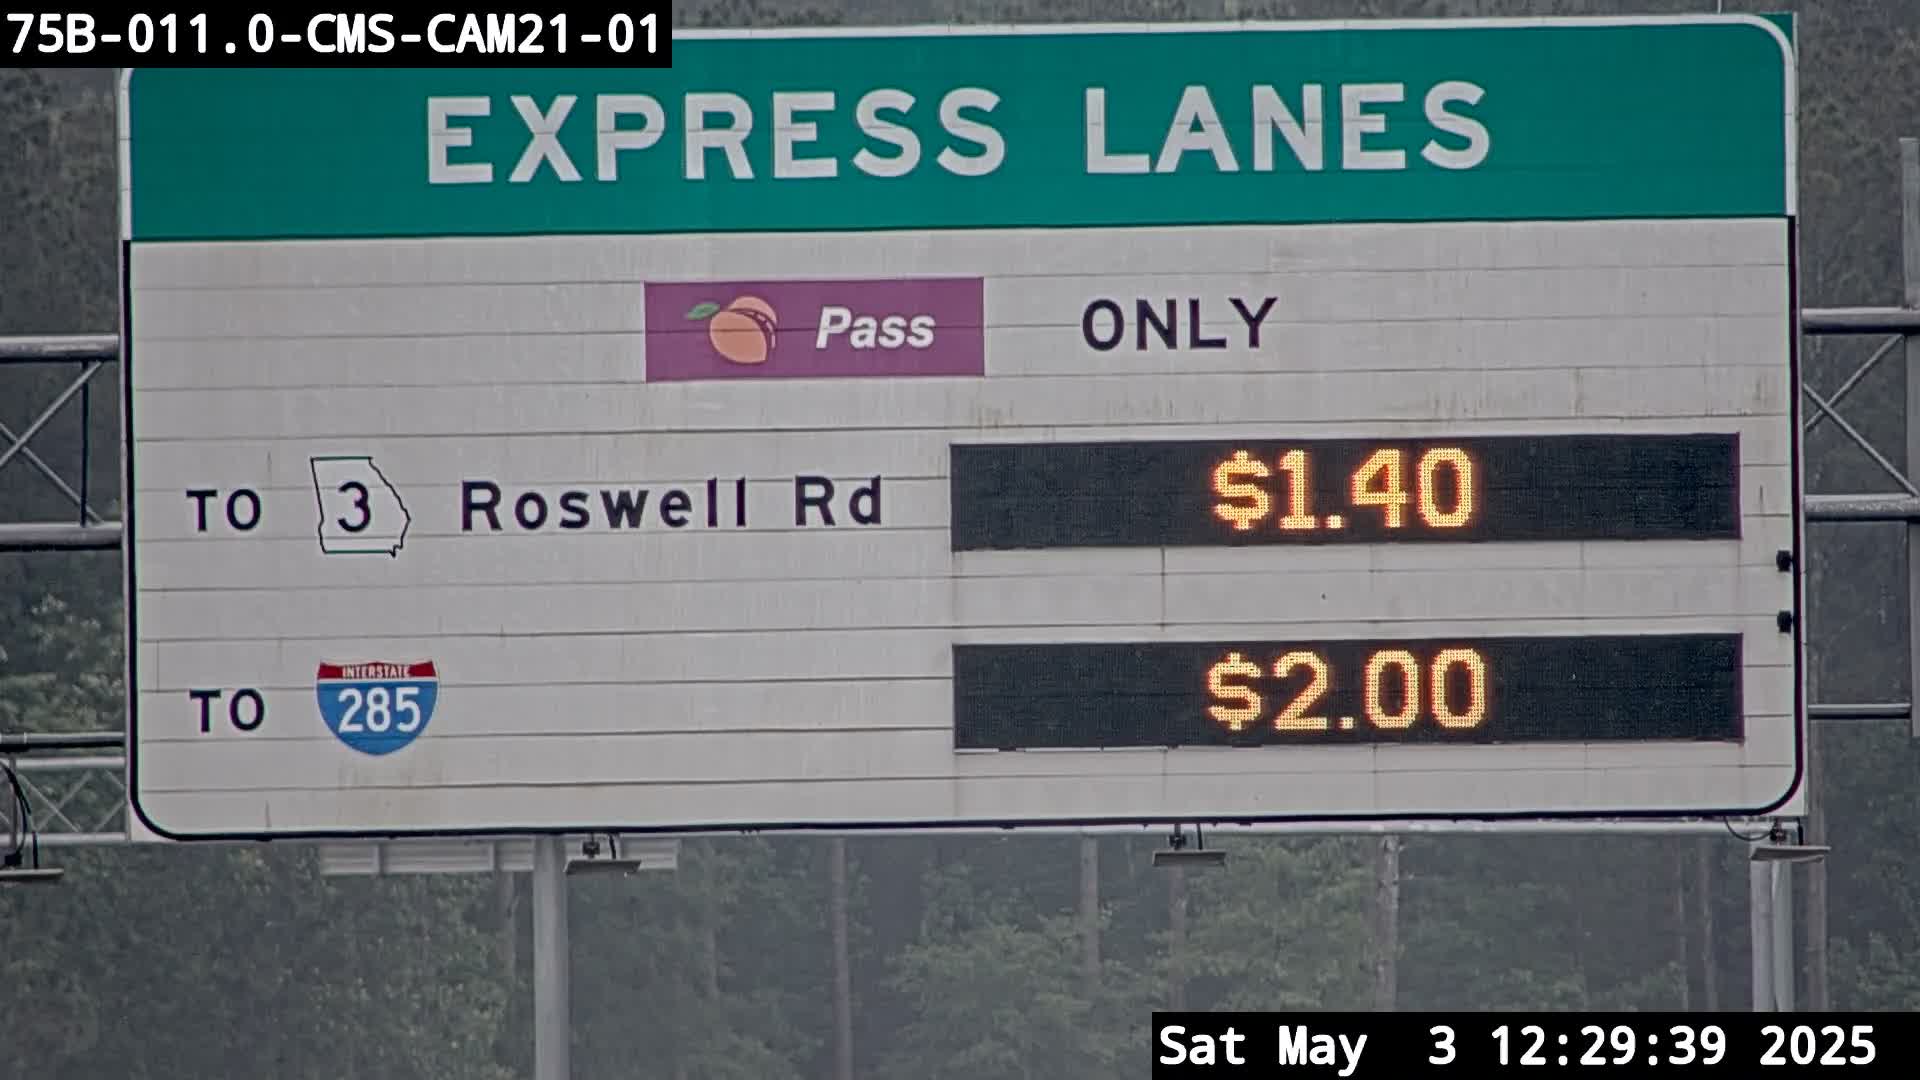 75B-011.0-CMS-CAM21-01
EXPRESS LANES
Pass ONLY
TO 3 Roswell Rd $1.40
TO INTERSTATE 285 $2.00
Sat May 3 12:29:39 2025